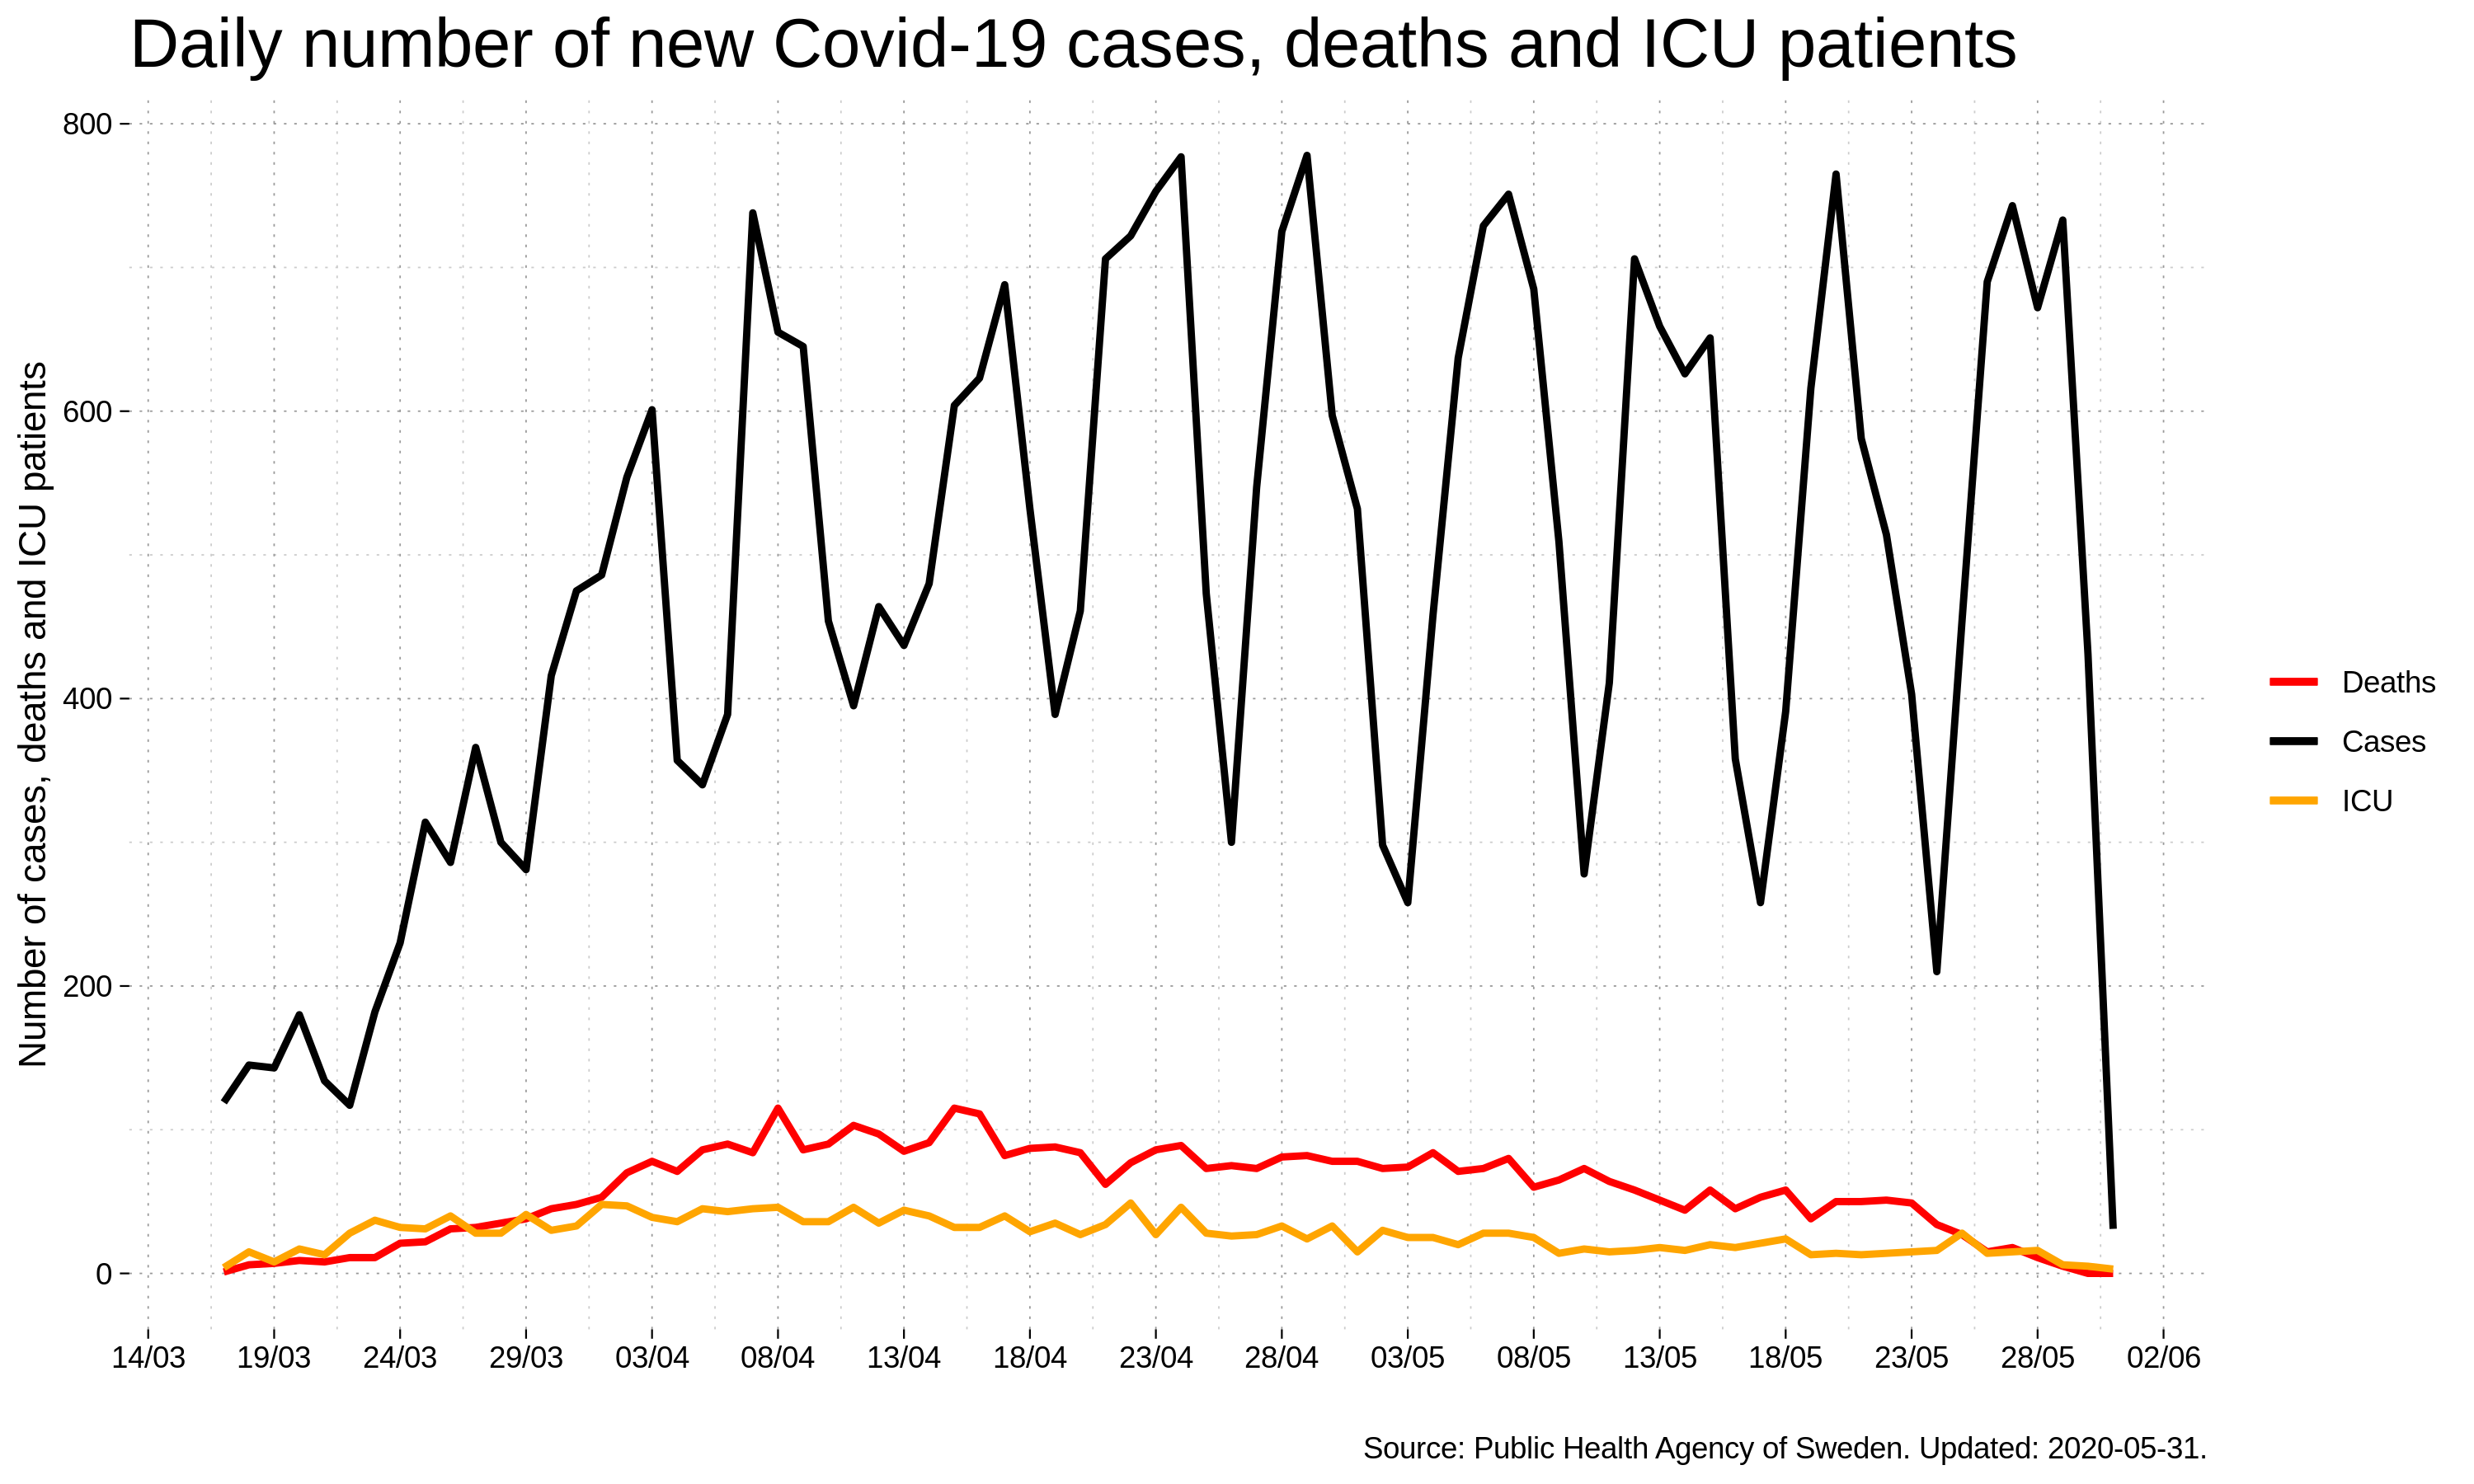 Daily number of new Covid-19 cases, deaths and ICU patients
Number of cases, deaths and ICU patients
800
600
400
200
0
14/03 19/03 24/03 29/03 03/04 08/04 13/04 18/04 23/04 28/04 03/05 08/05 13/05 18/05 23/05 28/05 02/06
Deaths
Cases
ICU
Source: Public Health Agency of Sweden. Updated: 2020-05-31.